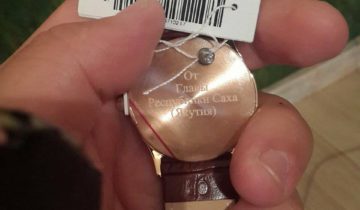 От
Главы
Республики Саха
(Якутия)